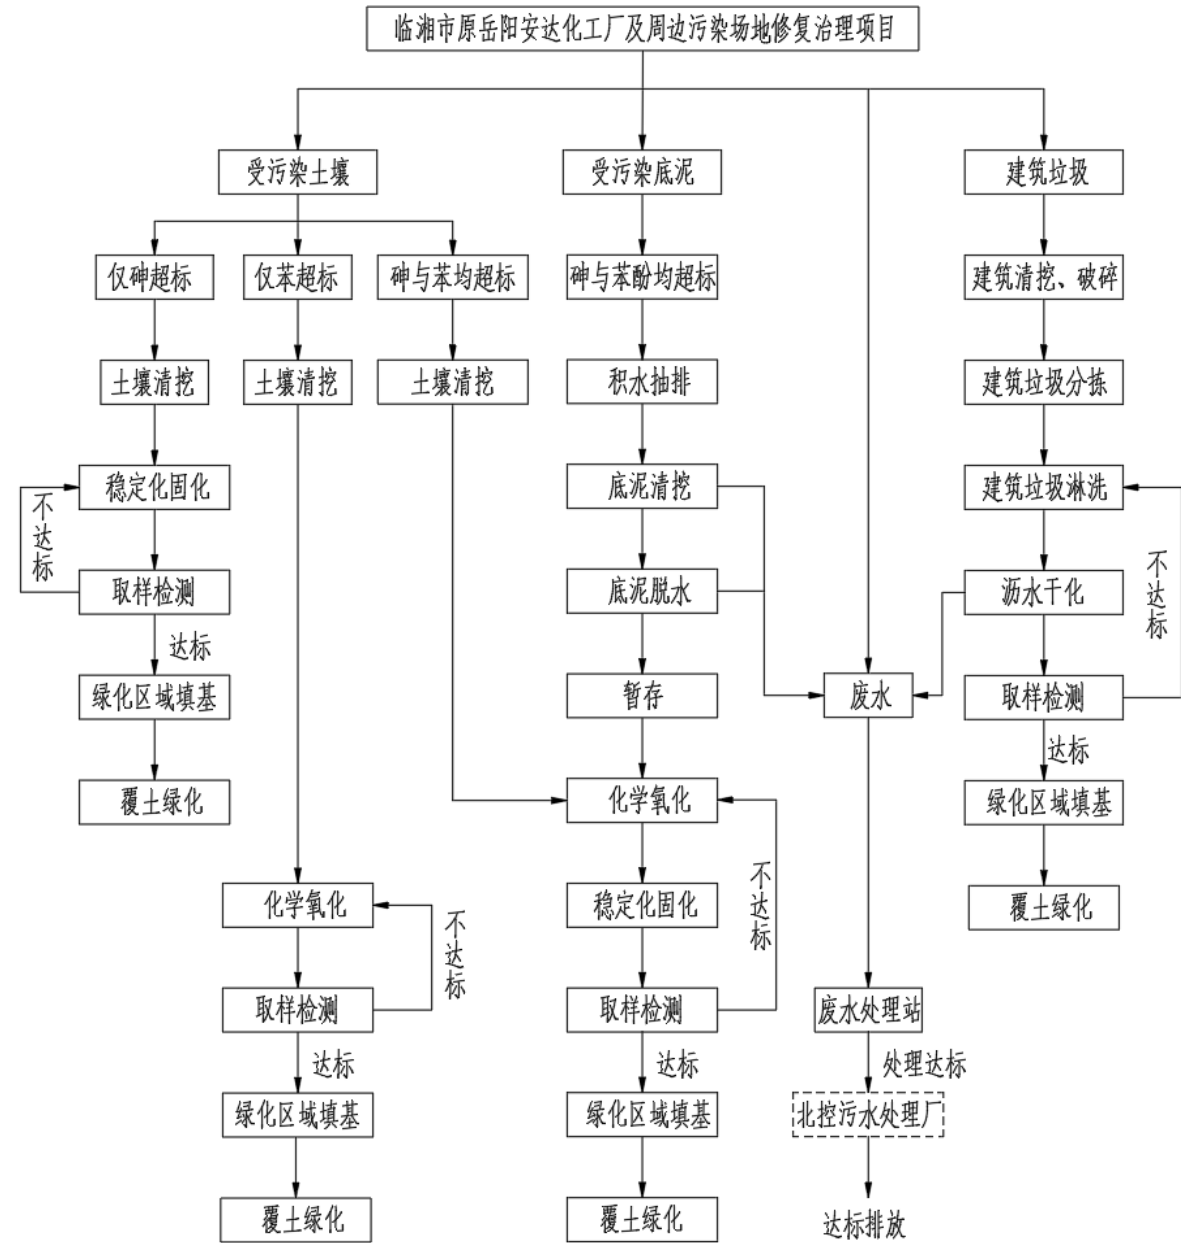 临湘市原岳阳安达化工厂及周边污染场地修复治理项目
受污染土壤
受污染底泥
建筑垃圾
仅砷超标
仅苯超标
砷与苯均超标
砷与苯酚均超标
建筑清挖、破碎
土壤清挖
土壤清挖
土壤清挖
积水抽排
建筑垃圾分拣
稳定化固化
底泥清挖
建筑垃圾淋洗
不达标
取样检测
底泥脱水
沥水干化
不达标
达标
绿化区域填基
暂存
废水
取样检测
达标
覆土绿化
化学氧化
绿化区域填基
化学氧化
不达标
稳定化固化
不达标
覆土绿化
取样检测
取样检测
废水处理站
达标
达标
处理达标
绿化区域填基
绿化区域填基
北控污水处理厂
覆土绿化
覆土绿化
达标排放